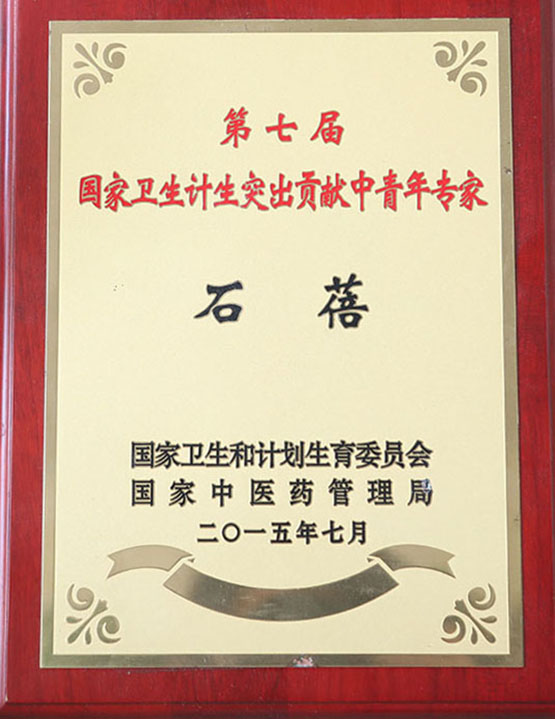 第七届
国家卫生计生突出贡献中青年专家
石 蓓
国家卫生和计划生育委员会
国家中医药管理局
二〇一五年七月